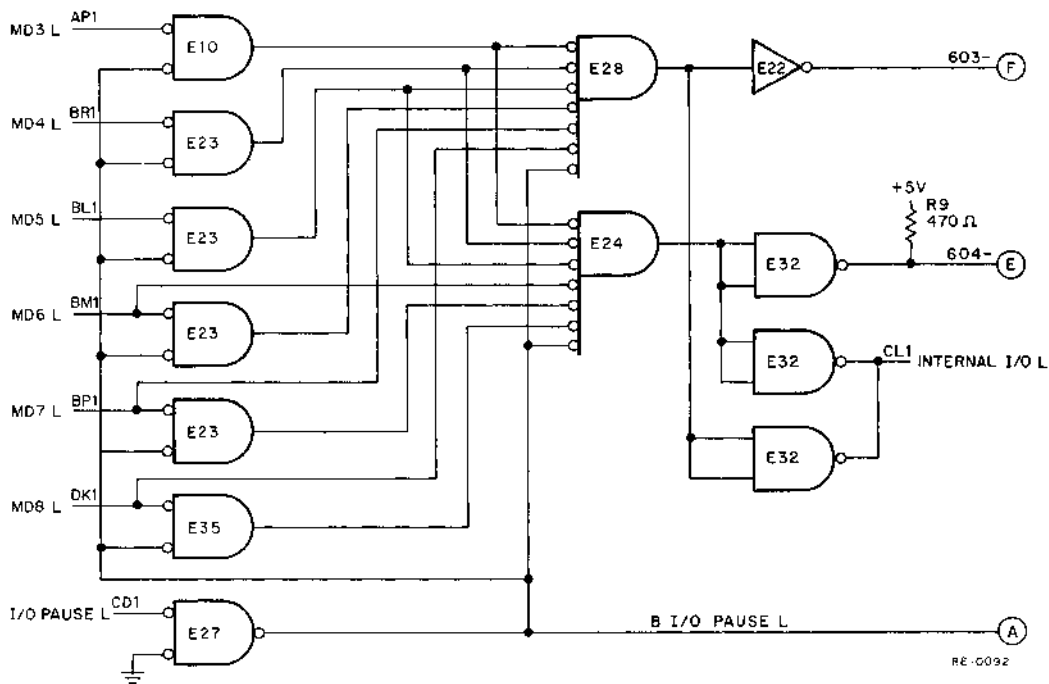 MD3 L AP1
E10
MD4 L BR1
E23
MD5 L BL1
E23
MD6 L BM1
E23
MD7 L BP1
E23
MD8 L DK1
E35
I/O PAUSE L CD1
E27
E28
E24
E22
603-
F
+5V
R9
470 Ω
E32
604-
E
E32
CL1 INTERNAL I/O L
E32
B I/O PAUSE L
A
RE-0092